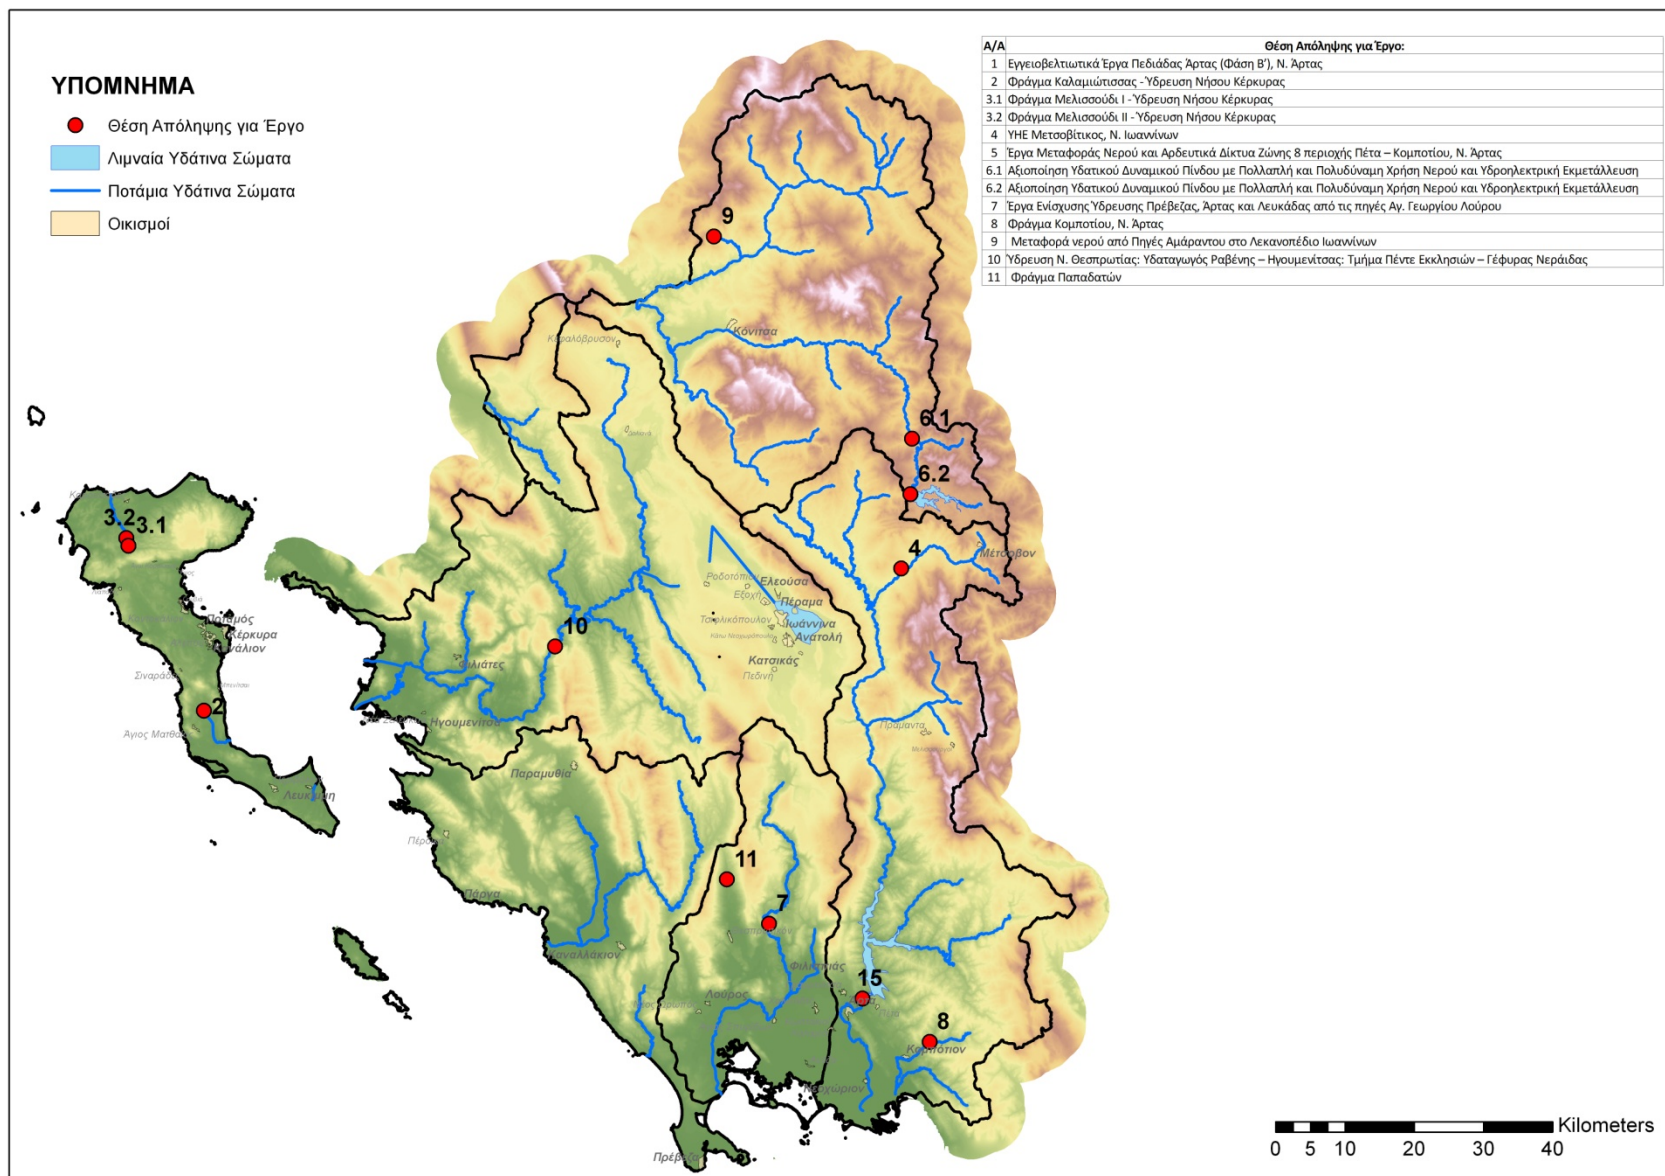 ΥΠΟΜΝΗΜΑ
Θέση Απόληψης για Έργο
Λιμναία Υδάτινα Σώματα
Ποτάμια Υδάτινα Σώματα
Οικισμοί
Α/Α Θέση Απόληψης για Έργο:
1 Εγγειοβελτιωτικά Έργα Πεδιάδας Άρτας (Φάση Β'), Ν. Άρτας
2 Φράγμα Καλαμιώτισσας - Ύδρευση Νήσου Κέρκυρας
3.1 Φράγμα Μελισσούδι Ι - Ύδρευση Νήσου Κέρκυρας
3.2 Φράγμα Μελισσούδι ΙΙ - Ύδρευση Νήσου Κέρκυρας
4 ΥΗΕ Μετσοβίτικος, Ν. Ιωαννίνων
5 Έργα Μεταφοράς Νερού και Αρδευτικά Δίκτυα Ζώνης 8 περιοχής Πέτα – Κομποτίου, Ν. Άρτας
6.1 Αξιοποίηση Υδατικού Δυναμικού Πίνδου με Πολλαπλή και Πολυδύναμη Χρήση Νερού και Υδροηλεκτρική Εκμετάλλευση
6.2 Αξιοποίηση Υδατικού Δυναμικού Πίνδου με Πολλαπλή και Πολυδύναμη Χρήση Νερού και Υδροηλεκτρική Εκμετάλλευση
7 Έργα Ενίσχυσης Ύδρευσης Πρέβεζας, Άρτας και Λευκάδας από τις πηγές Αγ. Γεωργίου Λούρου
8 Φράγμα Κομποτίου, Ν. Άρτας
9 Μεταφορά νερού από Πηγές Αμάραντου στο Λεκανοπέδιο Ιωαννίνων
10 Ύδρευση Ν. Θεσπρωτίας: Υδαταγωγός Ραβένης – Ηγουμενίτσας: Τμήμα Πέντε Εκκλησιών – Γέφυρας Νεράιδας
11 Φράγμα Παπαδατών
9
Κόνιτσα
Κεφαλόβρυσον
6.1
6.2
3.2
3.1
4
Μέτσοβον
Ροδοτόπιον
Ελεούσα
Εξοχή
Πέραμα
Τσερλικόπουλον
Ιωάννινα
Ανατολή
Κατσικάς
Πεδινή
Ποταμός
Κέρκυρα
Κανάλιον
10
Φιλιάτες
Σιναράδες
2
Ηγουμενίτσα
Άγιος Ματθαίος
Πράμαντα
Παραμυθία
Λευκίμμη
11
Πάργα
7
Καναλλάκιον
Φιλιππιάς
15
Λούρος
8
Κομπότιον
Νεοχώριον
Πρέβεζα
Kilometers
0 5 10 20 30 40